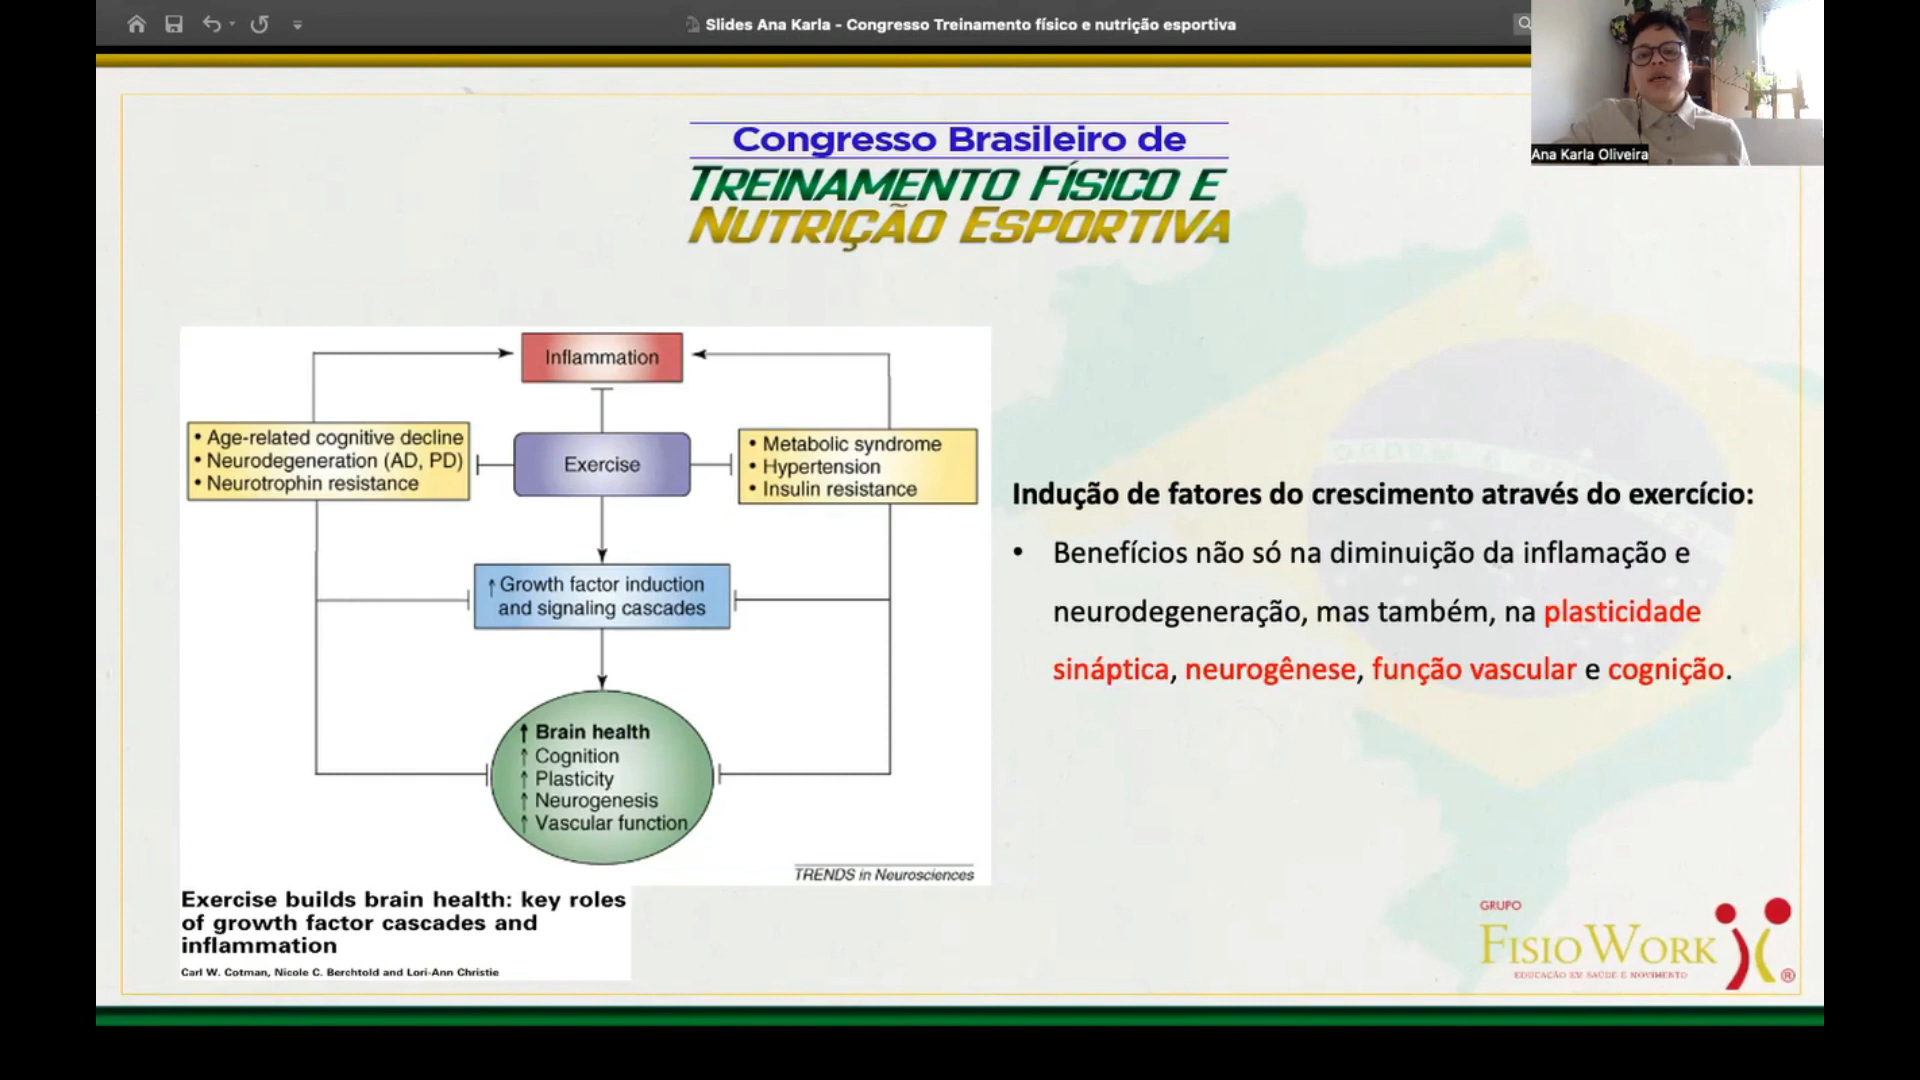 Slides Ana Karla - Congresso Treinamento físico e nutrição esportiva
Ana Karla Oliveira
Congresso Brasileiro de
TREINAMENTO FÍSICO E
NUTRIÇÃO ESPORTIVA
Inflammation
• Age-related cognitive decline
• Neurodegeneration (AD, PD)
• Neurotrophin resistance
Exercise
• Metabolic syndrome
• Hypertension
• Insulin resistance
↑ Growth factor induction
and signaling cascades
↑ Brain health
↑ Cognition
↑ Plasticity
↑ Neurogenesis
↑ Vascular function
TRENDS in Neurosciences
Exercise builds brain health: key roles
of growth factor cascades and
inflammation
Carl W. Cotman, Nicole C. Berchtold and Lori-Ann Christie
Indução de fatores do crescimento através do exercício:
• Benefícios não só na diminuição da inflamação e
neurodegeneração, mas também, na plasticidade
sináptica, neurogênese, função vascular e cognição.
GRUPO
FISIOWORK
EDUCAÇÃO EM SAÚDE E MOVIMENTO
®